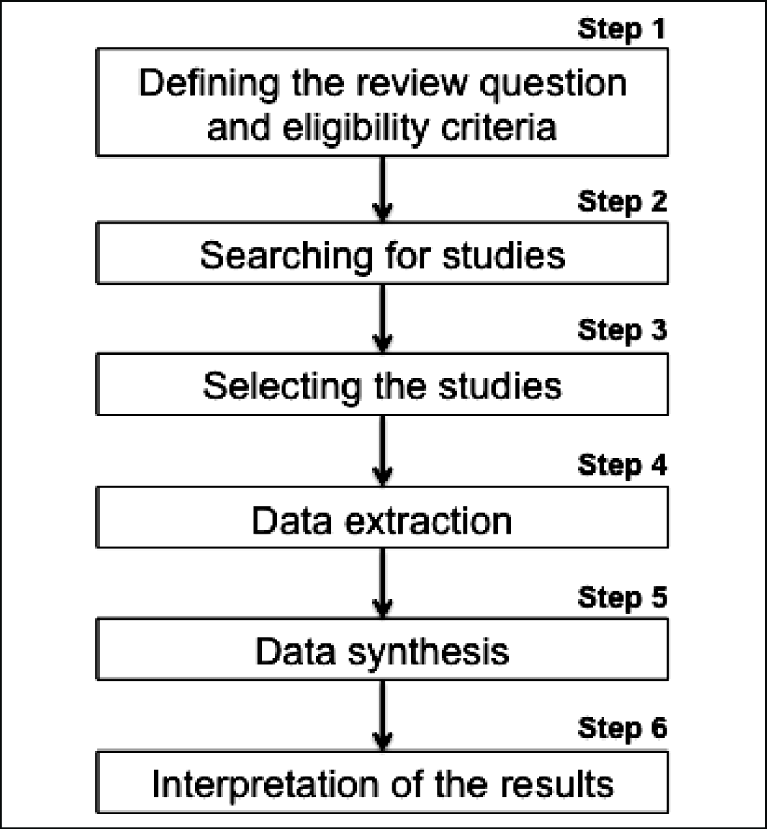 Step 1
Defining the review question
and eligibility criteria
Step 2
Searching for studies
Step 3
Selecting the studies
Step 4
Data extraction
Step 5
Data synthesis
Step 6
Interpretation of the results